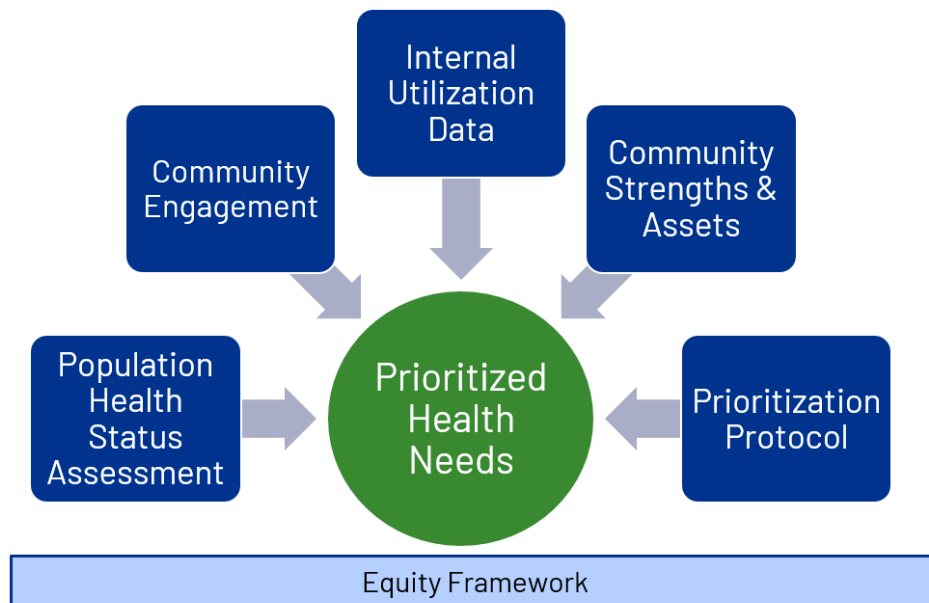 Internal
Utilization
Data
Community
Engagement
Community
Strengths &
Assets
Population
Health
Status
Assessment
Prioritized
Health
Needs
Prioritization
Protocol
Equity Framework